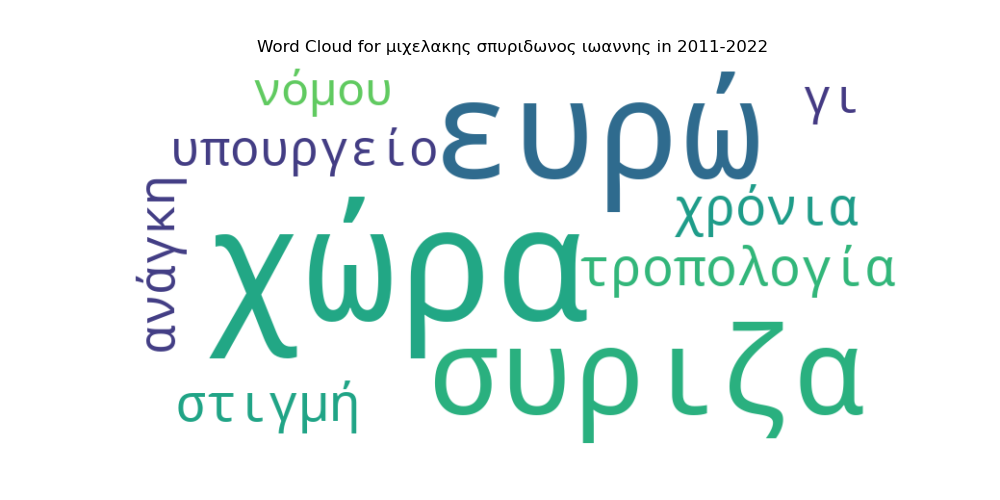 Word Cloud for μιχελακης σπυριδωνος ιωαννης in 2011-2022
νόμου
ευρώ
γι
υπουργείο
ανάγκη
χρόνια
χώρα
τροπολογία
συριζα
στιγμή